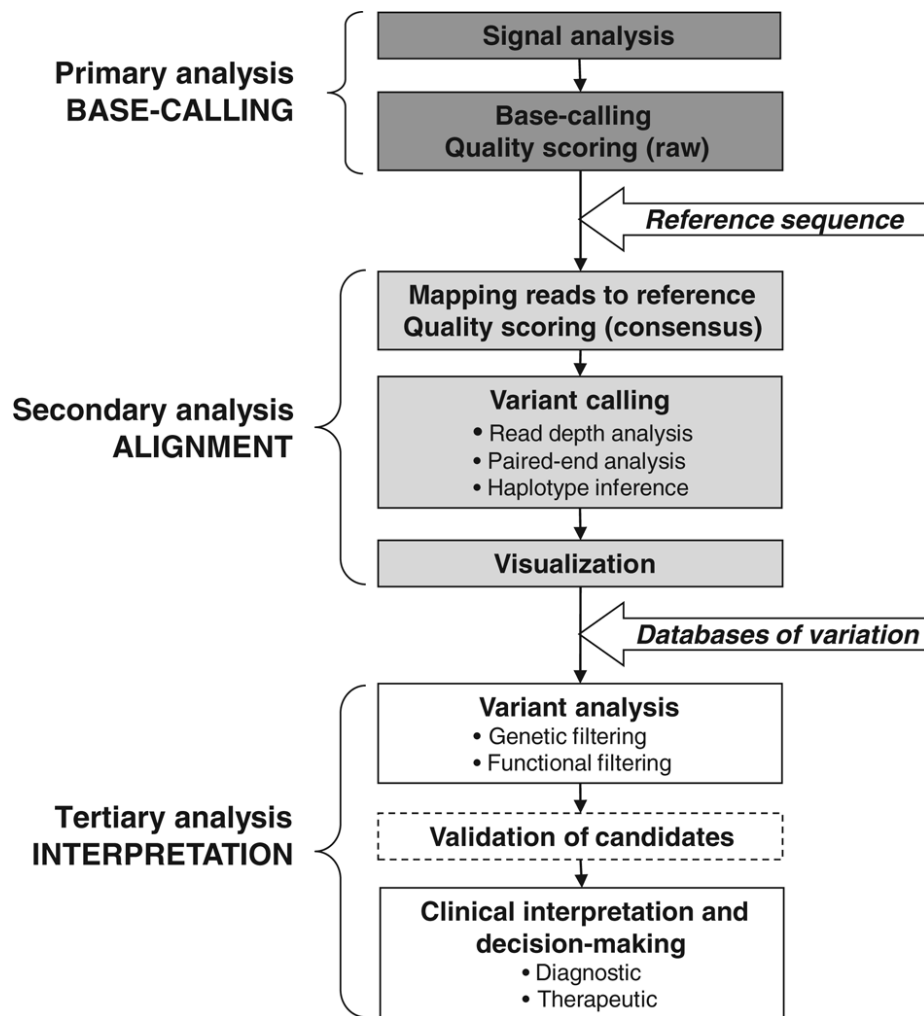 Primary analysis
BASE-CALLING
Signal analysis
Base-calling
Quality scoring (raw)
Reference sequence
Secondary analysis
ALIGNMENT
Mapping reads to reference
Quality scoring (consensus)
Variant calling
• Read depth analysis
• Paired-end analysis
• Haplotype inference
Visualization
Databases of variation
Tertiary analysis
INTERPRETATION
Variant analysis
• Genetic filtering
• Functional filtering
Validation of candidates
Clinical interpretation and
decision-making
• Diagnostic
• Therapeutic